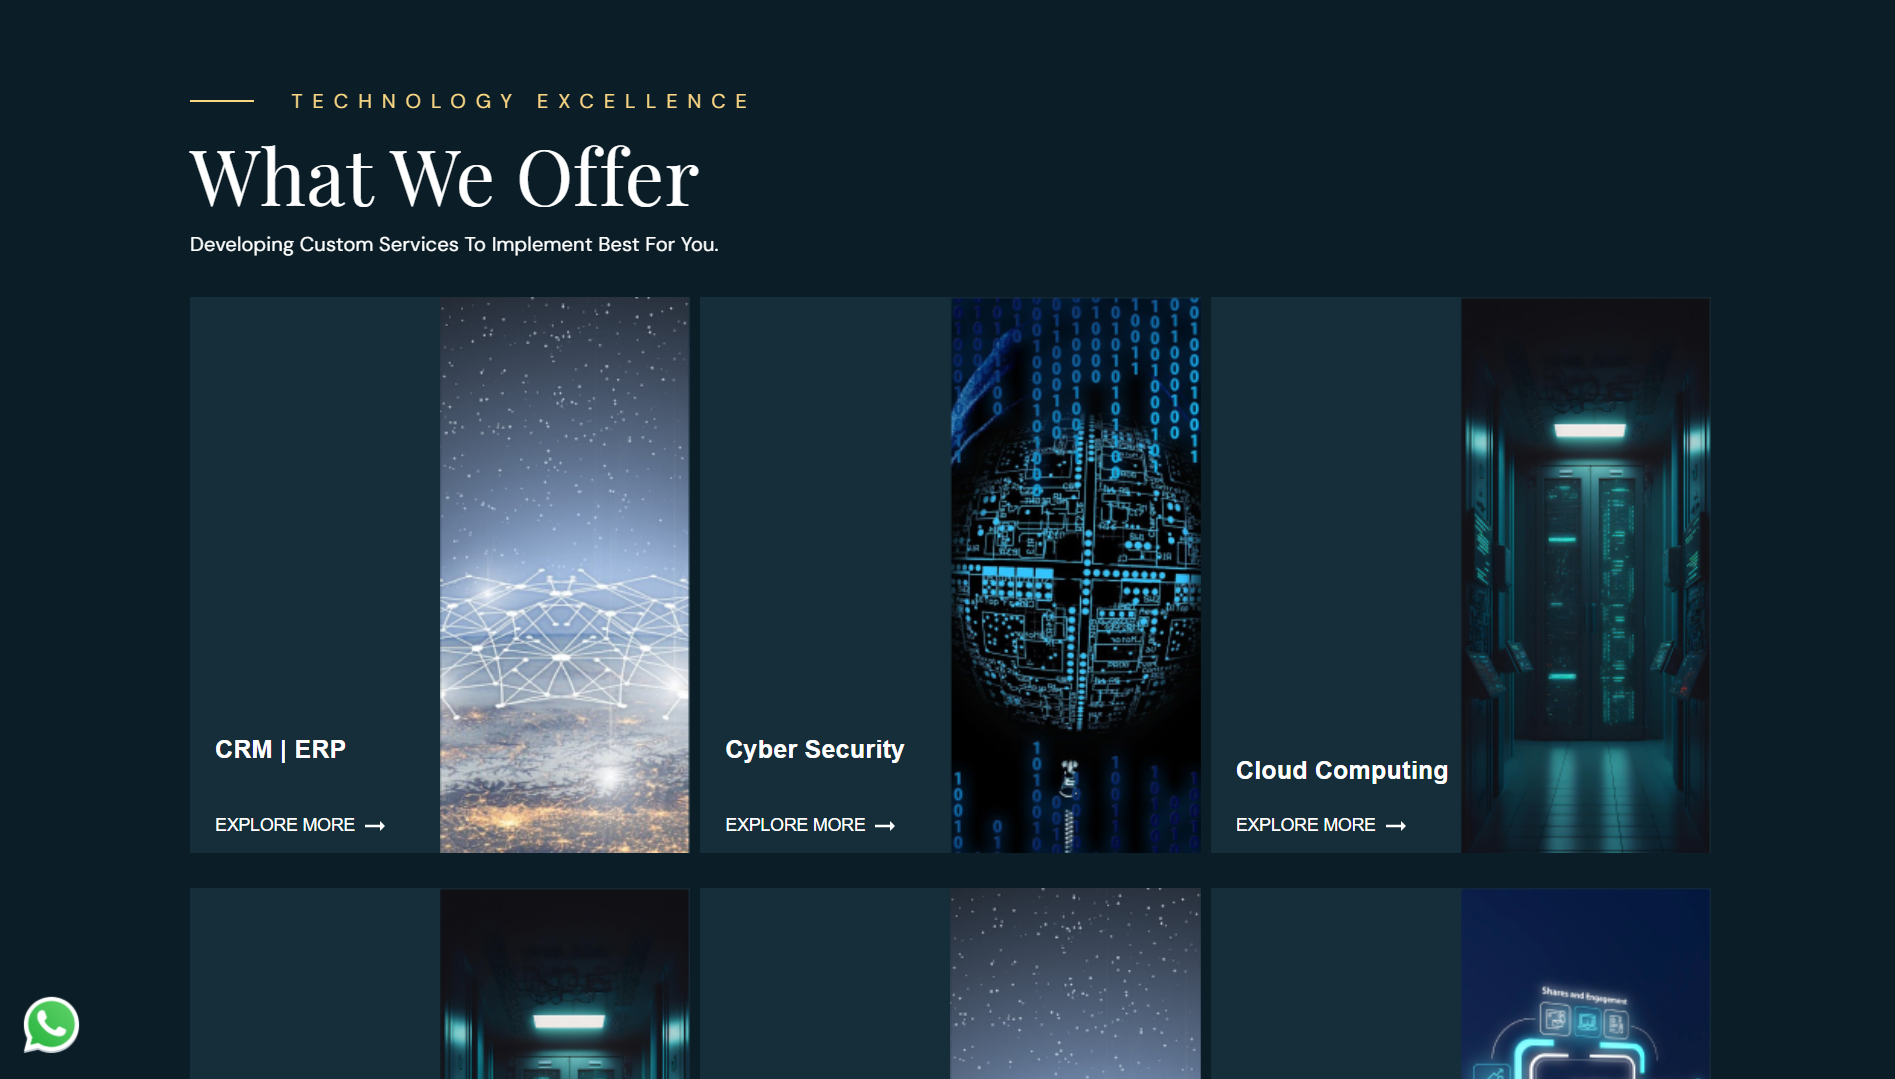 TECHNOLOGY EXCELLENCE
What We Offer
Developing Custom Services To Implement Best For You.
CRM | ERP
EXPLORE MORE
Cyber Security
EXPLORE MORE
Cloud Computing
EXPLORE MORE
Shares and Engagement